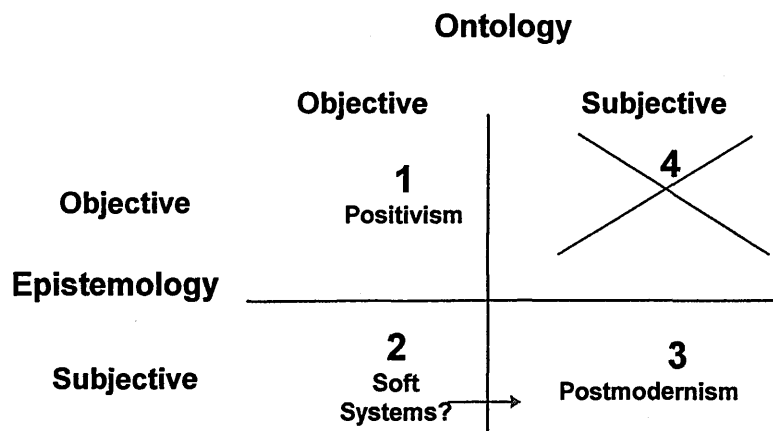 Ontology
Objective
Subjective
1
4
Objective
Positivism
Epistemology
2
3
Subjective
Soft
Systems?
Postmodernism